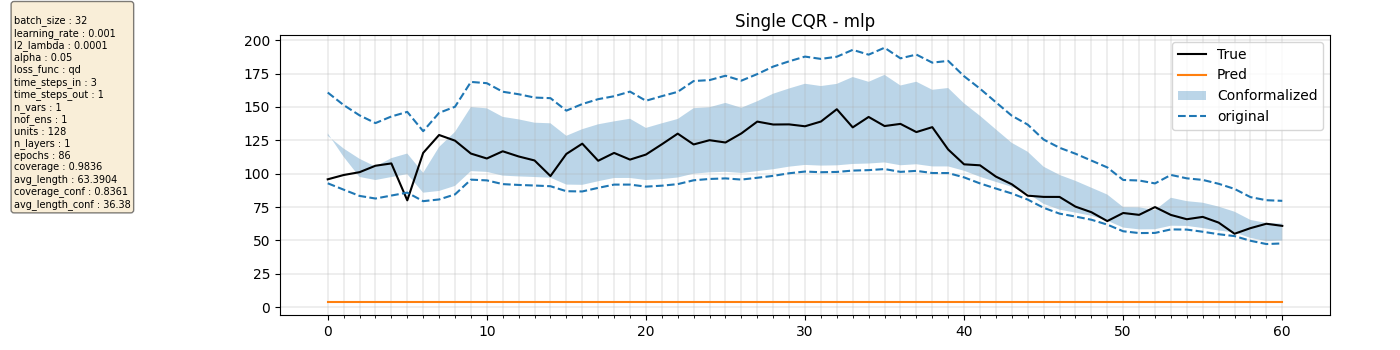 batch_size : 32
learning_rate : 0.001
l2_lambda : 0.0001
alpha : 0.05
loss_func : qd
time_steps_in : 3
time_steps_out : 1
n_vars : 1
nof_ens : 1
units : 128
n_layers : 1
epochs : 86
coverage : 0.9836
avg_length : 63.3904
coverage_conf : 0.8361
avg_length_conf : 36.38
Single CQR - mlp
200
175
150
125
100
75
50
25
0
True
Pred
Conformalized
original
0 10 20 30 40 50 60